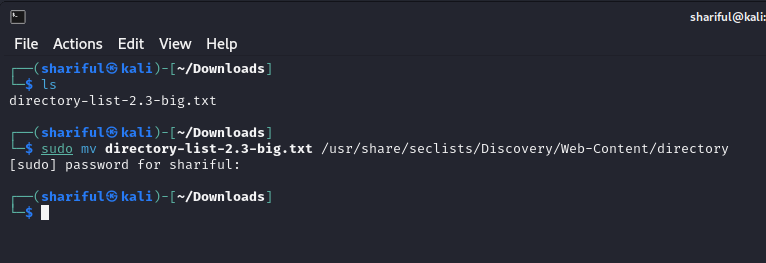 shariful@kali:
File Actions Edit View Help
┌──(shariful㉿kali)-[~/Downloads]
└─$ ls
directory-list-2.3-big.txt
┌──(shariful㉿kali)-[~/Downloads]
└─$ sudo mv directory-list-2.3-big.txt /usr/share/seclists/Discovery/Web-Content/directory
[sudo] password for shariful:
┌──(shariful㉿kali)-[~/Downloads]
└─$